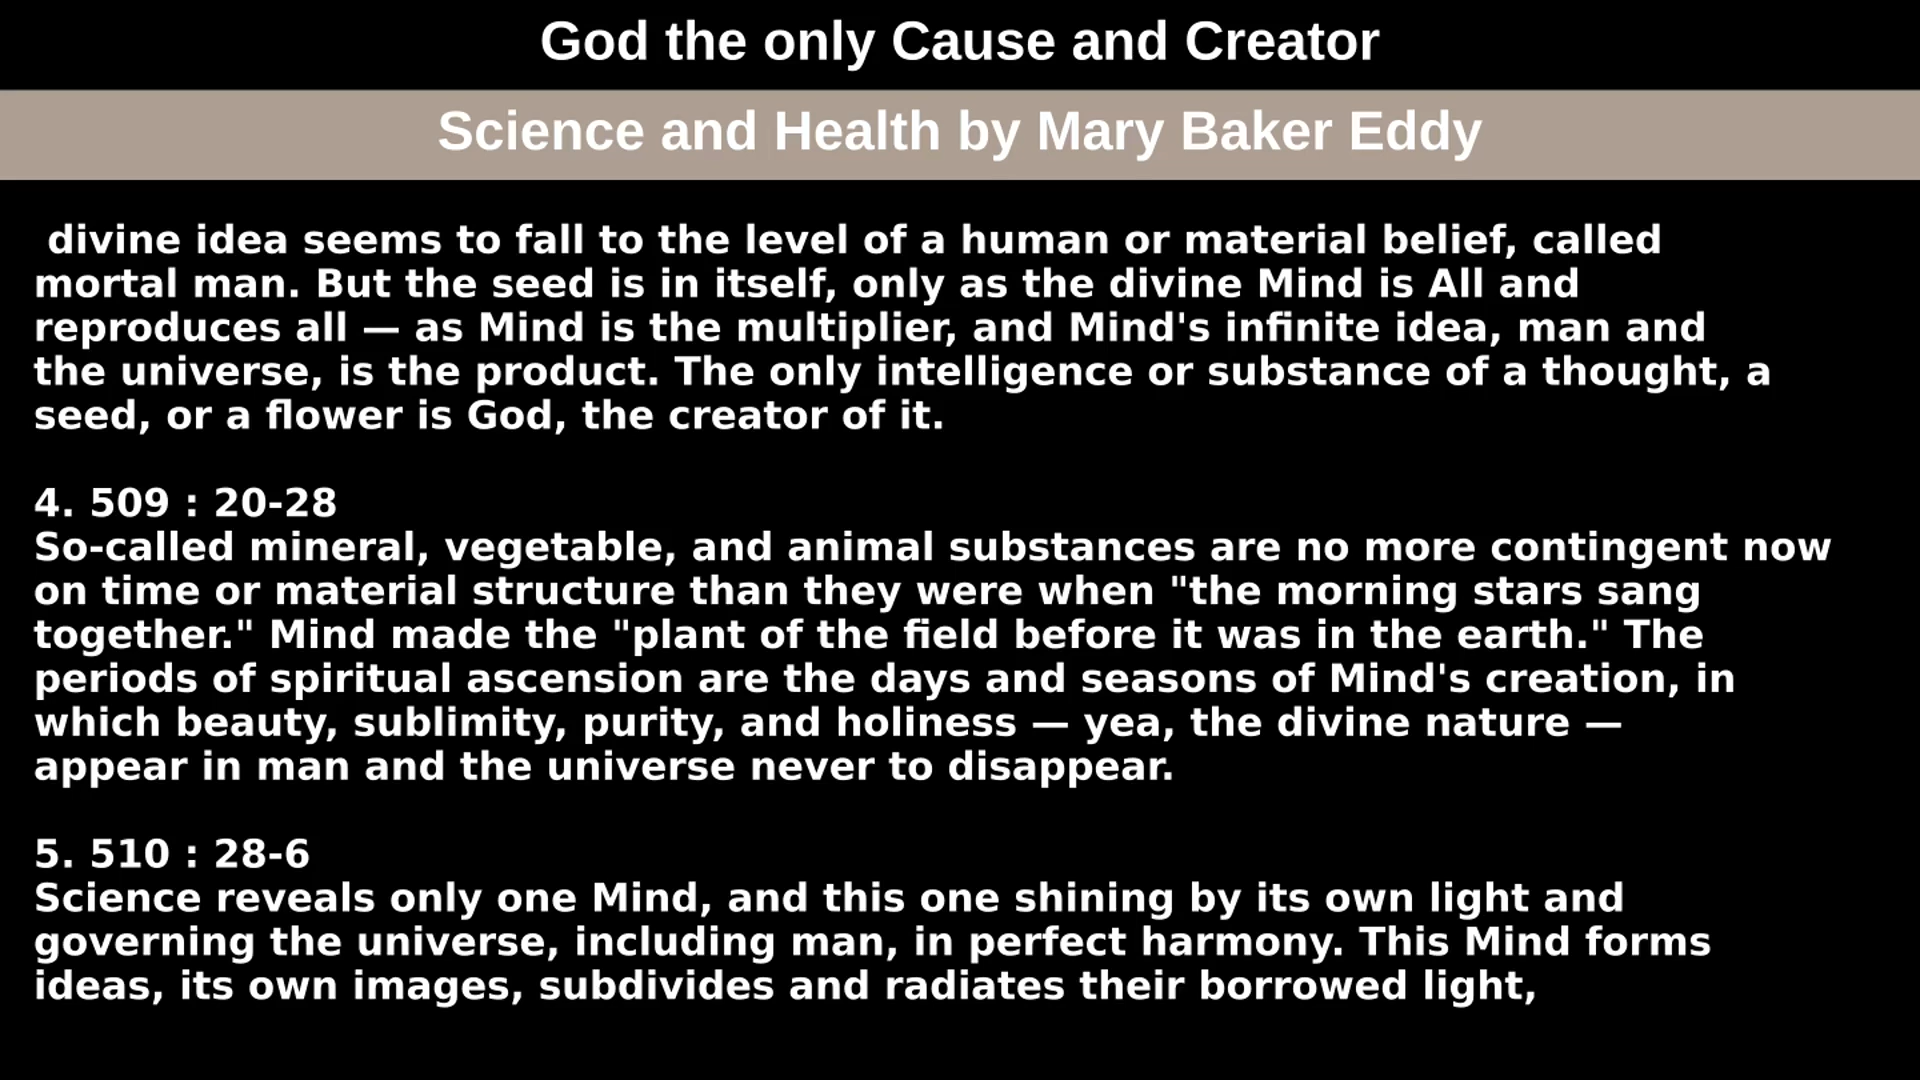 God the only Cause and Creator
Science and Health by Mary Baker Eddy
divine idea seems to fall to the level of a human or material belief, called
mortal man. But the seed is in itself, only as the divine Mind is All and
reproduces all — as Mind is the multiplier, and Mind's infinite idea, man and
the universe, is the product. The only intelligence or substance of a thought, a
seed, or a flower is God, the creator of it.
4. 509 : 20-28
So-called mineral, vegetable, and animal substances are no more contingent now
on time or material structure than they were when "the morning stars sang
together." Mind made the "plant of the field before it was in the earth." The
periods of spiritual ascension are the days and seasons of Mind's creation, in
which beauty, sublimity, purity, and holiness — yea, the divine nature —
appear in man and the universe never to disappear.
5. 510 : 28-6
Science reveals only one Mind, and this one shining by its own light and
governing the universe, including man, in perfect harmony. This Mind forms
ideas, its own images, subdivides and radiates their borrowed light,